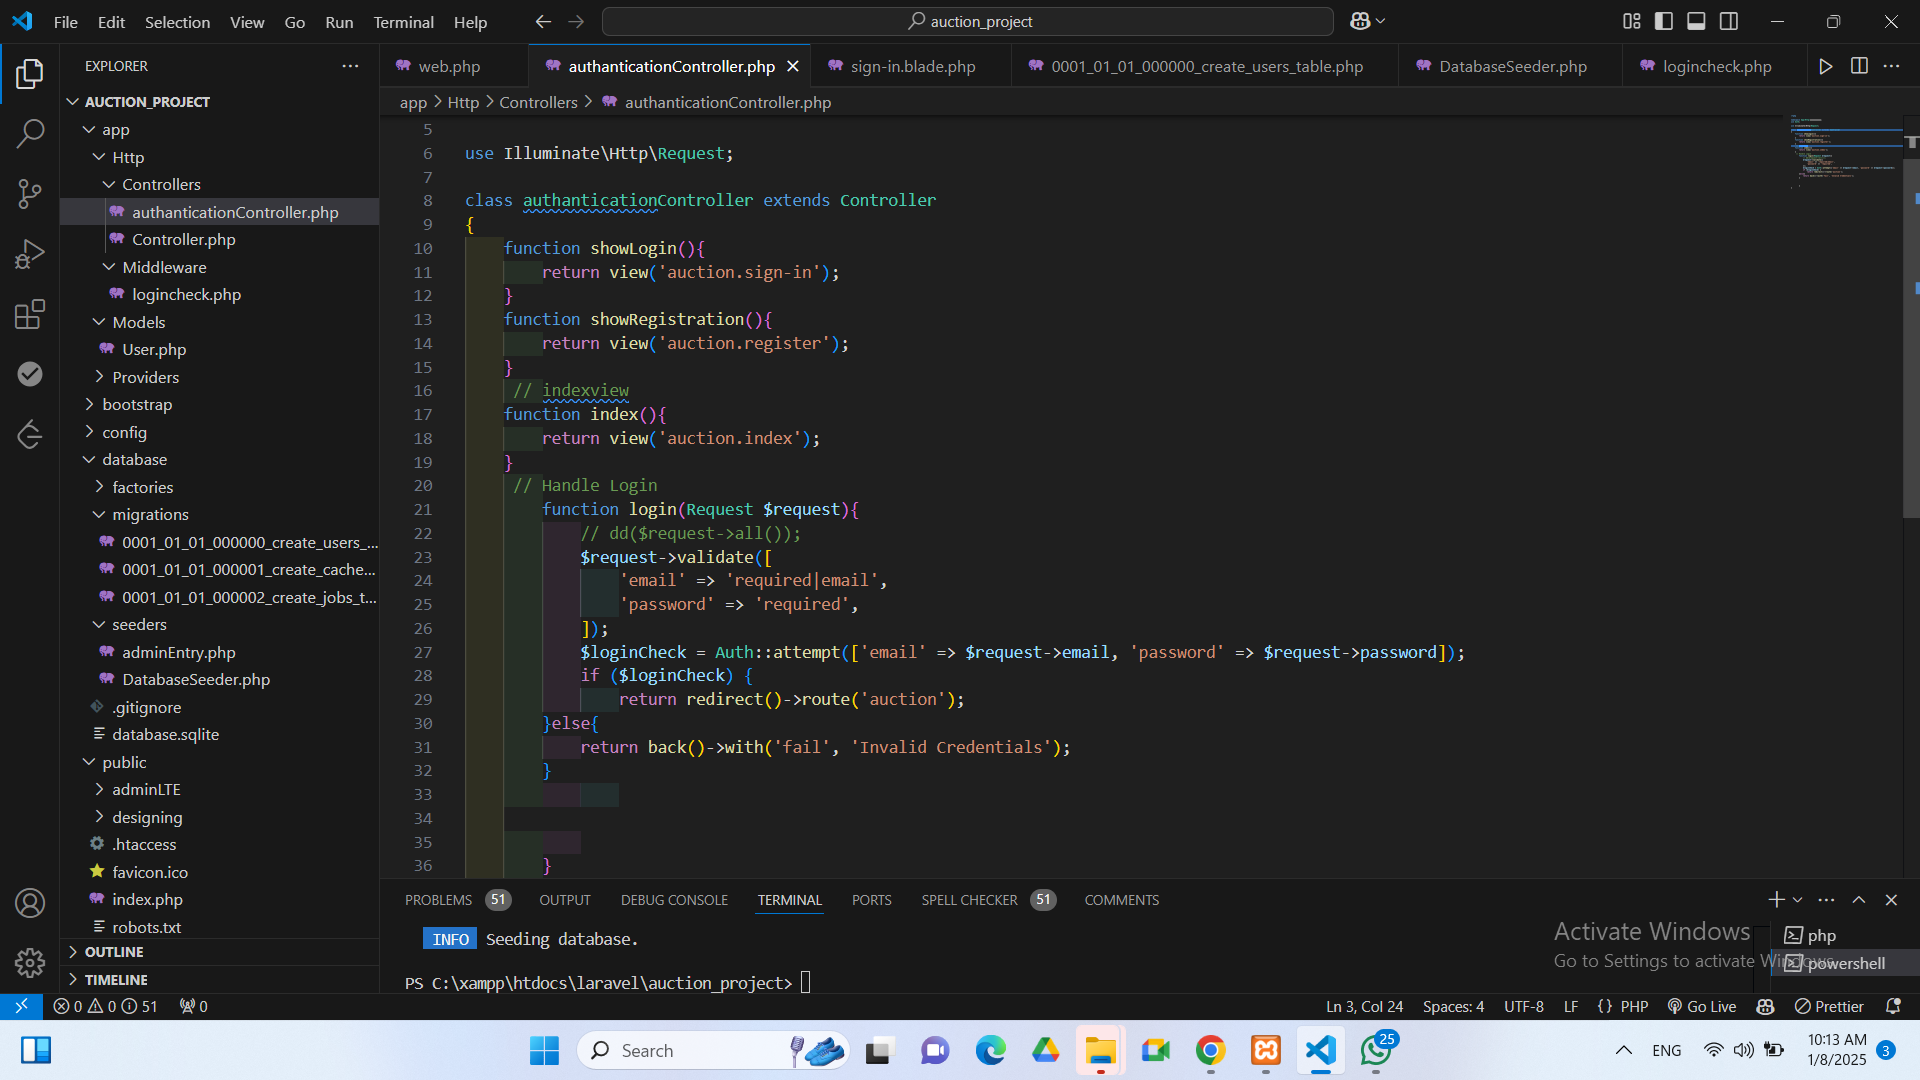 File Edit Selection View Go Run Terminal Help
auction_project
EXPLORER
AUCTION_PROJECT
app
Http
Controllers
authanticationController.php
Controller.php
Middleware
logincheck.php
Models
User.php
Providers
bootstrap
config
database
factories
migrations
0001_01_01_000000_create_users_...
0001_01_01_000001_create_cache...
0001_01_01_000002_create_jobs_t...
seeders
adminEntry.php
DatabaseSeeder.php
.gitignore
database.sqlite
public
adminLTE
designing
.htaccess
favicon.ico
index.php
robots.txt
OUTLINE
TIMELINE
web.php authanticationController.php sign-in.blade.php 0001_01_01_000000_create_users_table.php DatabaseSeeder.php logincheck.php
app > Http > Controllers > authanticationController.php
5
6 use Illuminate\Http\Request;
7
8 class authanticationController extends Controller
9 {
10 function showLogin(){
11 return view('auction.sign-in');
12 }
13 function showRegistration(){
14 return view('auction.register');
15 }
16 // indexview
17 function index(){
18 return view('auction.index');
19 }
20 // Handle Login
21 function login(Request $request){
22 // dd($request->all());
23 $request->validate([
24 'email' => 'required|email',
25 'password' => 'required',
26 ]);
27 $loginCheck = Auth::attempt(['email' => $request->email, 'password' => $request->password]);
28 if ($loginCheck) {
29 return redirect()->route('auction');
30 }else{
31 return back()->with('fail', 'Invalid Credentials');
32 }
33
34
35
36 }
PROBLEMS 51 OUTPUT DEBUG CONSOLE TERMINAL PORTS SPELL CHECKER 51 COMMENTS
INFO Seeding database.
PS C:\xampp\htdocs\laravel\auction_project>
php
powershell
Activate Windows
Go to Settings to activate Windows.
0 0 51 0 Ln 3, Col 24 Spaces: 4 UTF-8 LF {} PHP Go Live Prettier
Search
25
ENG
10:13 AM
1/8/2025
3